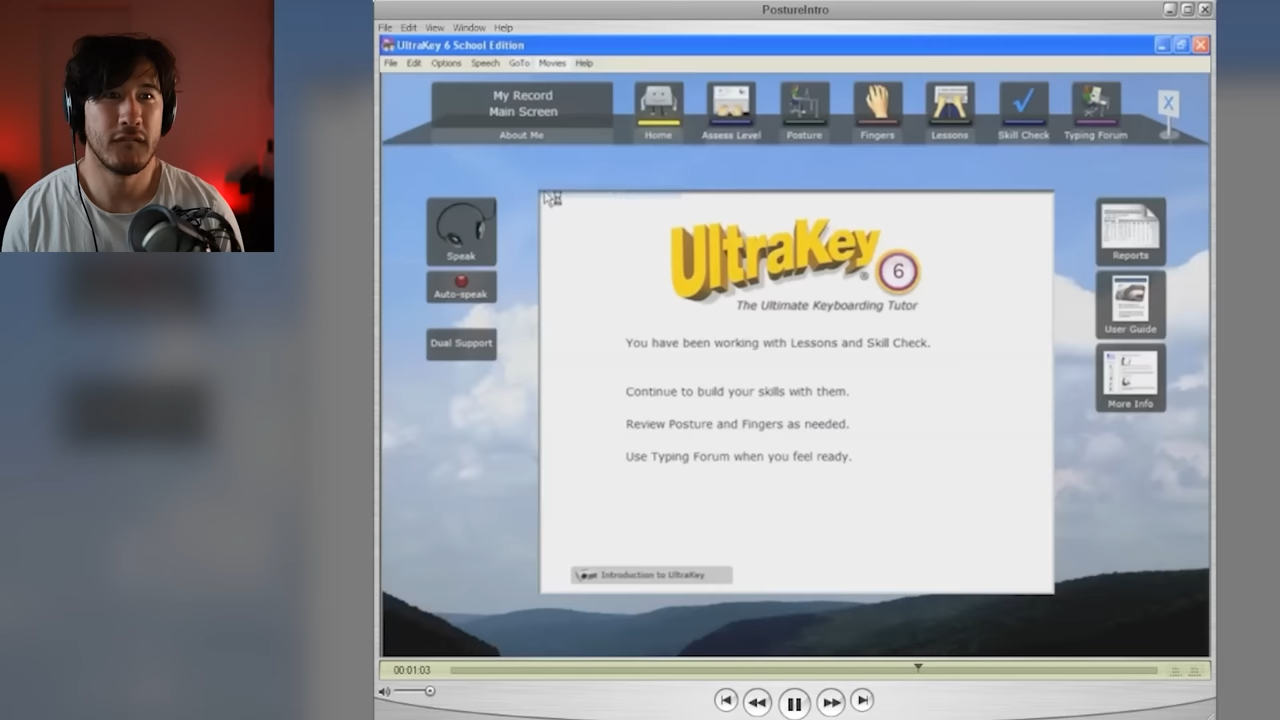 PostureIntro
File Edit View Window Help
UltraKey 6 School Edition
File Edit Options Speech GoTo Movies Help
My Record
Main Screen
About Me
Home
Assess Level
Posture
Fingers
Lessons
Skill Check
Typing Forum
X
Speak
Auto-speak
Dual Support
UltraKey 6
The Ultimate Keyboarding Tutor
You have been working with Lessons and Skill Check.
Continue to build your skills with them.
Review Posture and Fingers as needed.
Use Typing Forum when you feel ready.
Introduction to UltraKey
Reports
User Guide
More Info
00:01:03